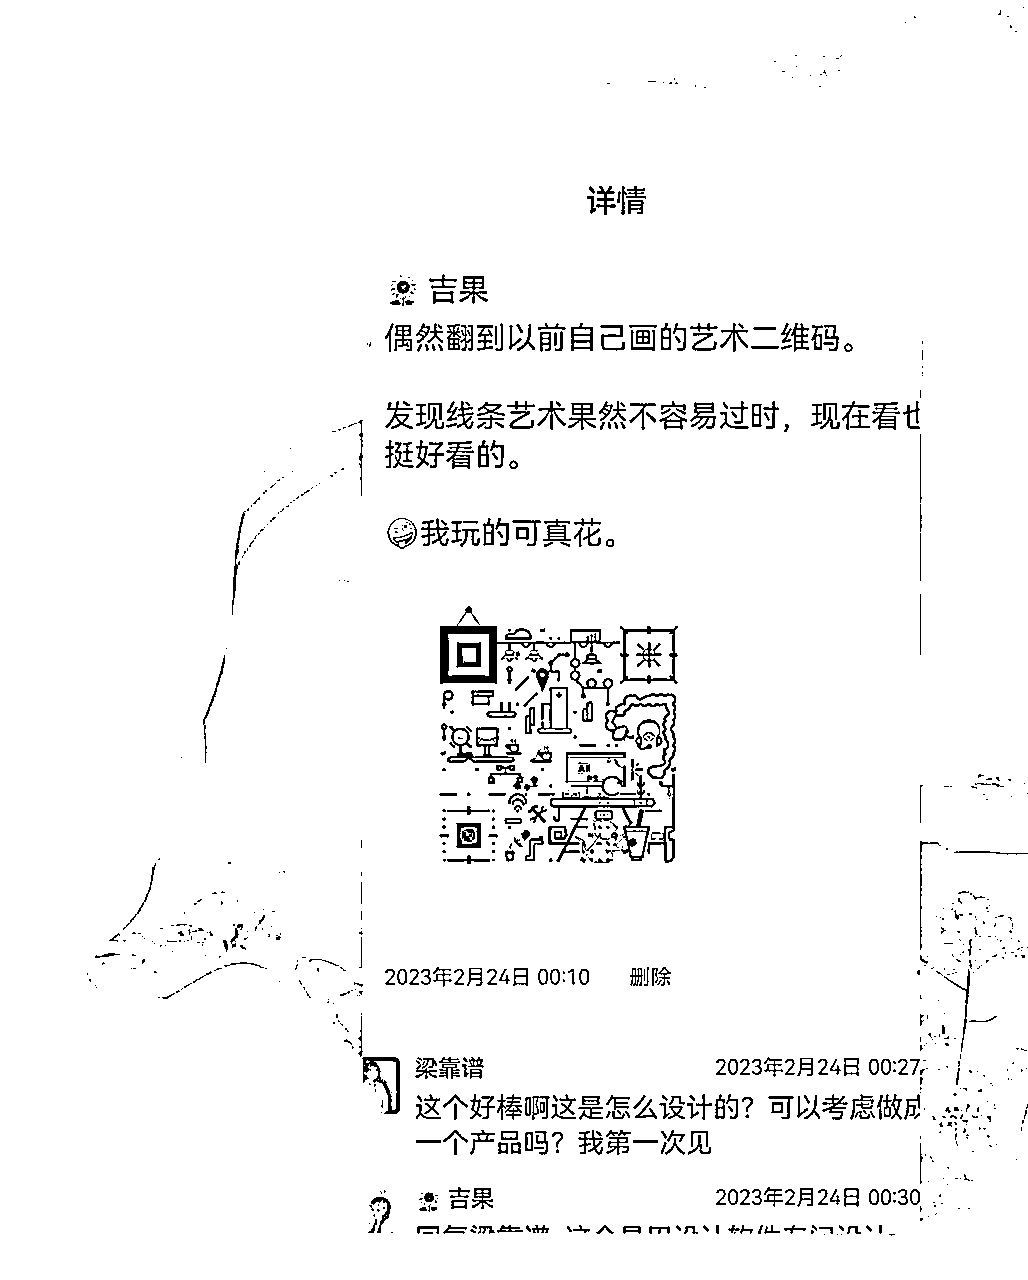 详情
吉果
偶然翻到以前自己画的艺术二维码。
发现线条艺术果然不容易过时，现在看也
挺好看的。
我玩的可真花。
AI
PS
2023年2月24日 00:10 删除
梁靠谱 2023年2月24日 00:27
这个好棒啊这是怎么设计的？可以考虑做成
一个产品吗？我第一次见
吉果 2023年2月24日 00:30